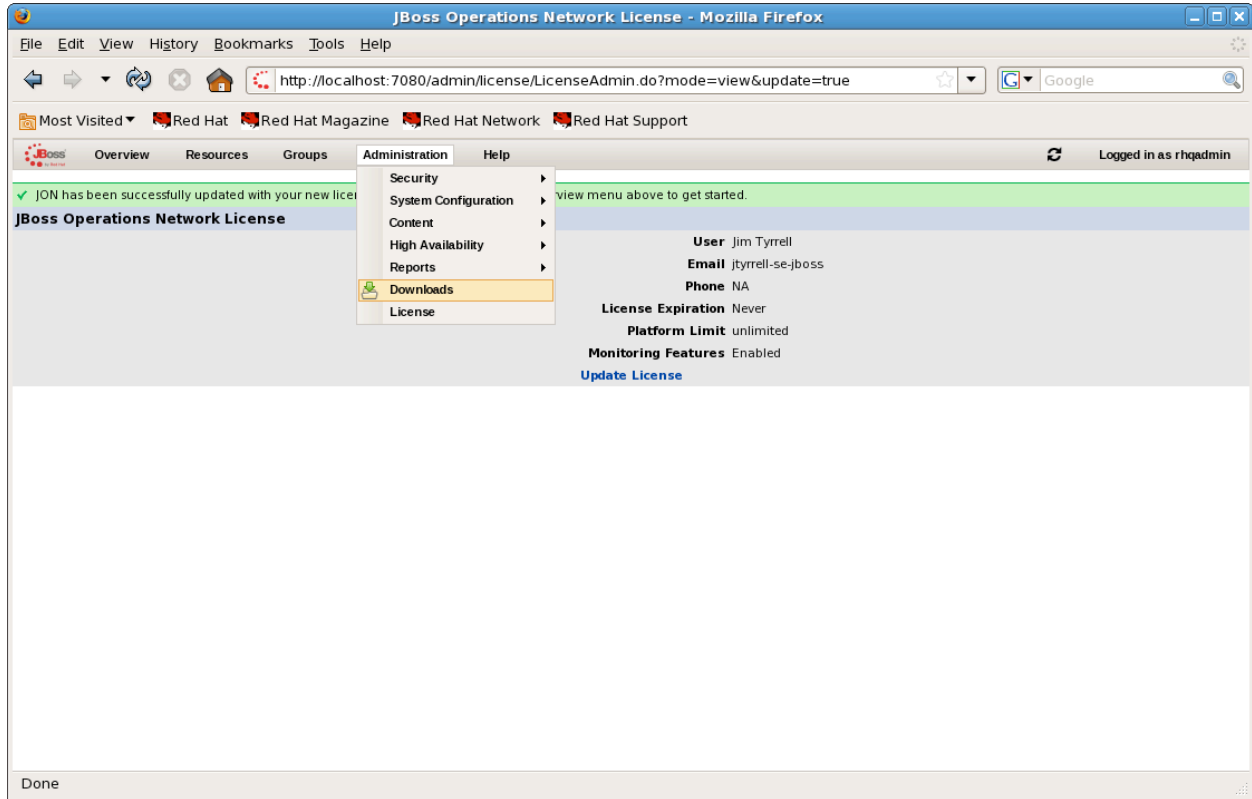 JBoss Operations Network License - Mozilla Firefox
File Edit View History Bookmarks Tools Help
http://localhost:7080/admin/license/LicenseAdmin.do?mode=view&update=true
G Google
Most Visited Red Hat Red Hat Magazine Red Hat Network Red Hat Support
JBoss by Red Hat Overview Resources Groups Administration Help Logged in as rhqadmin
Security
JON has been successfully updated with your new licen view menu above to get started.
System Configuration
JBoss Operations Network License
Content
High Availability
Reports
Downloads
License
User Jim Tyrrell
Email jtyrrell-se-jboss
Phone NA
License Expiration Never
Platform Limit unlimited
Monitoring Features Enabled
Update License
Done